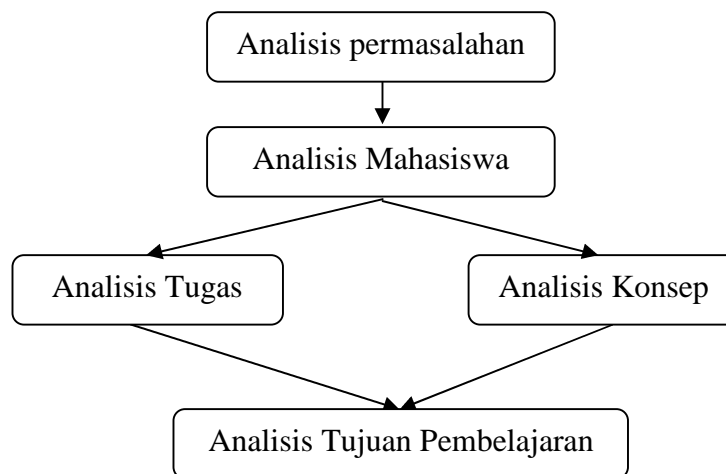 Analisis permasalahan
Analisis Mahasiswa
Analisis Tugas
Analisis Konsep
Analisis Tujuan Pembelajaran